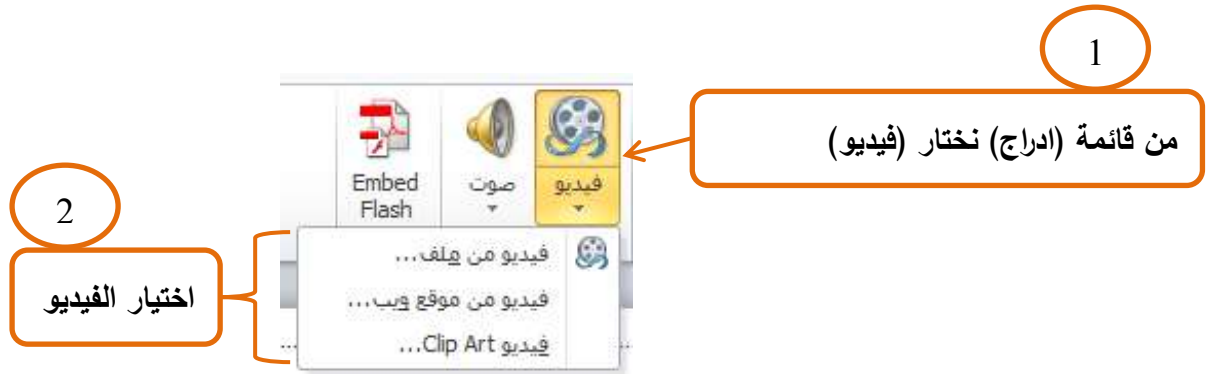 1
من قائمة (ادراج) نختار (فيديو)
فيديو
صوت
Embed
Flash
2
اختيار الفيديو
فيديو من ملف...
فيديو من موقع ويب...
فيديو Clip Art...